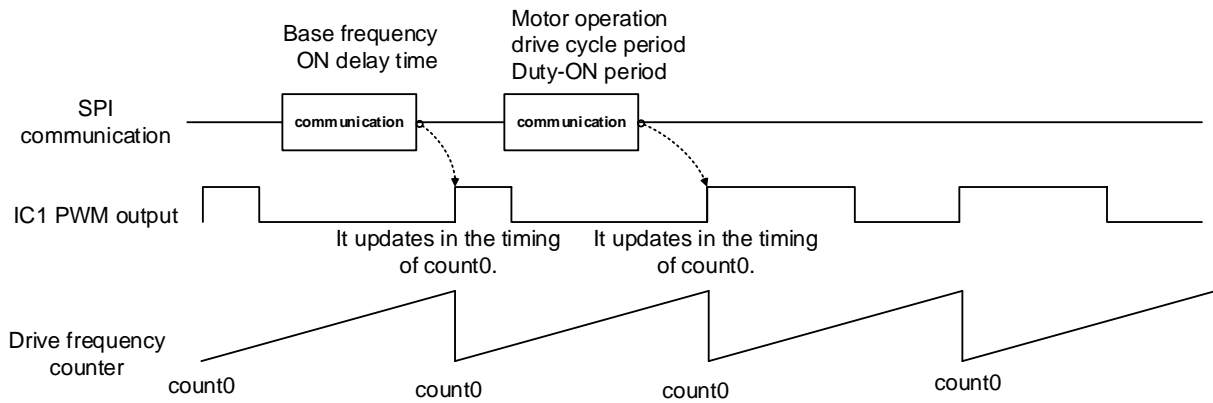 Base frequency
ON delay time
Motor operation
drive cycle period
Duty-ON period
SPI
communication
communication
communication
IC1 PWM output
It updates in the timing
of count0.
It updates in the timing
of count0.
Drive frequency
counter
count0
count0
count0
count0